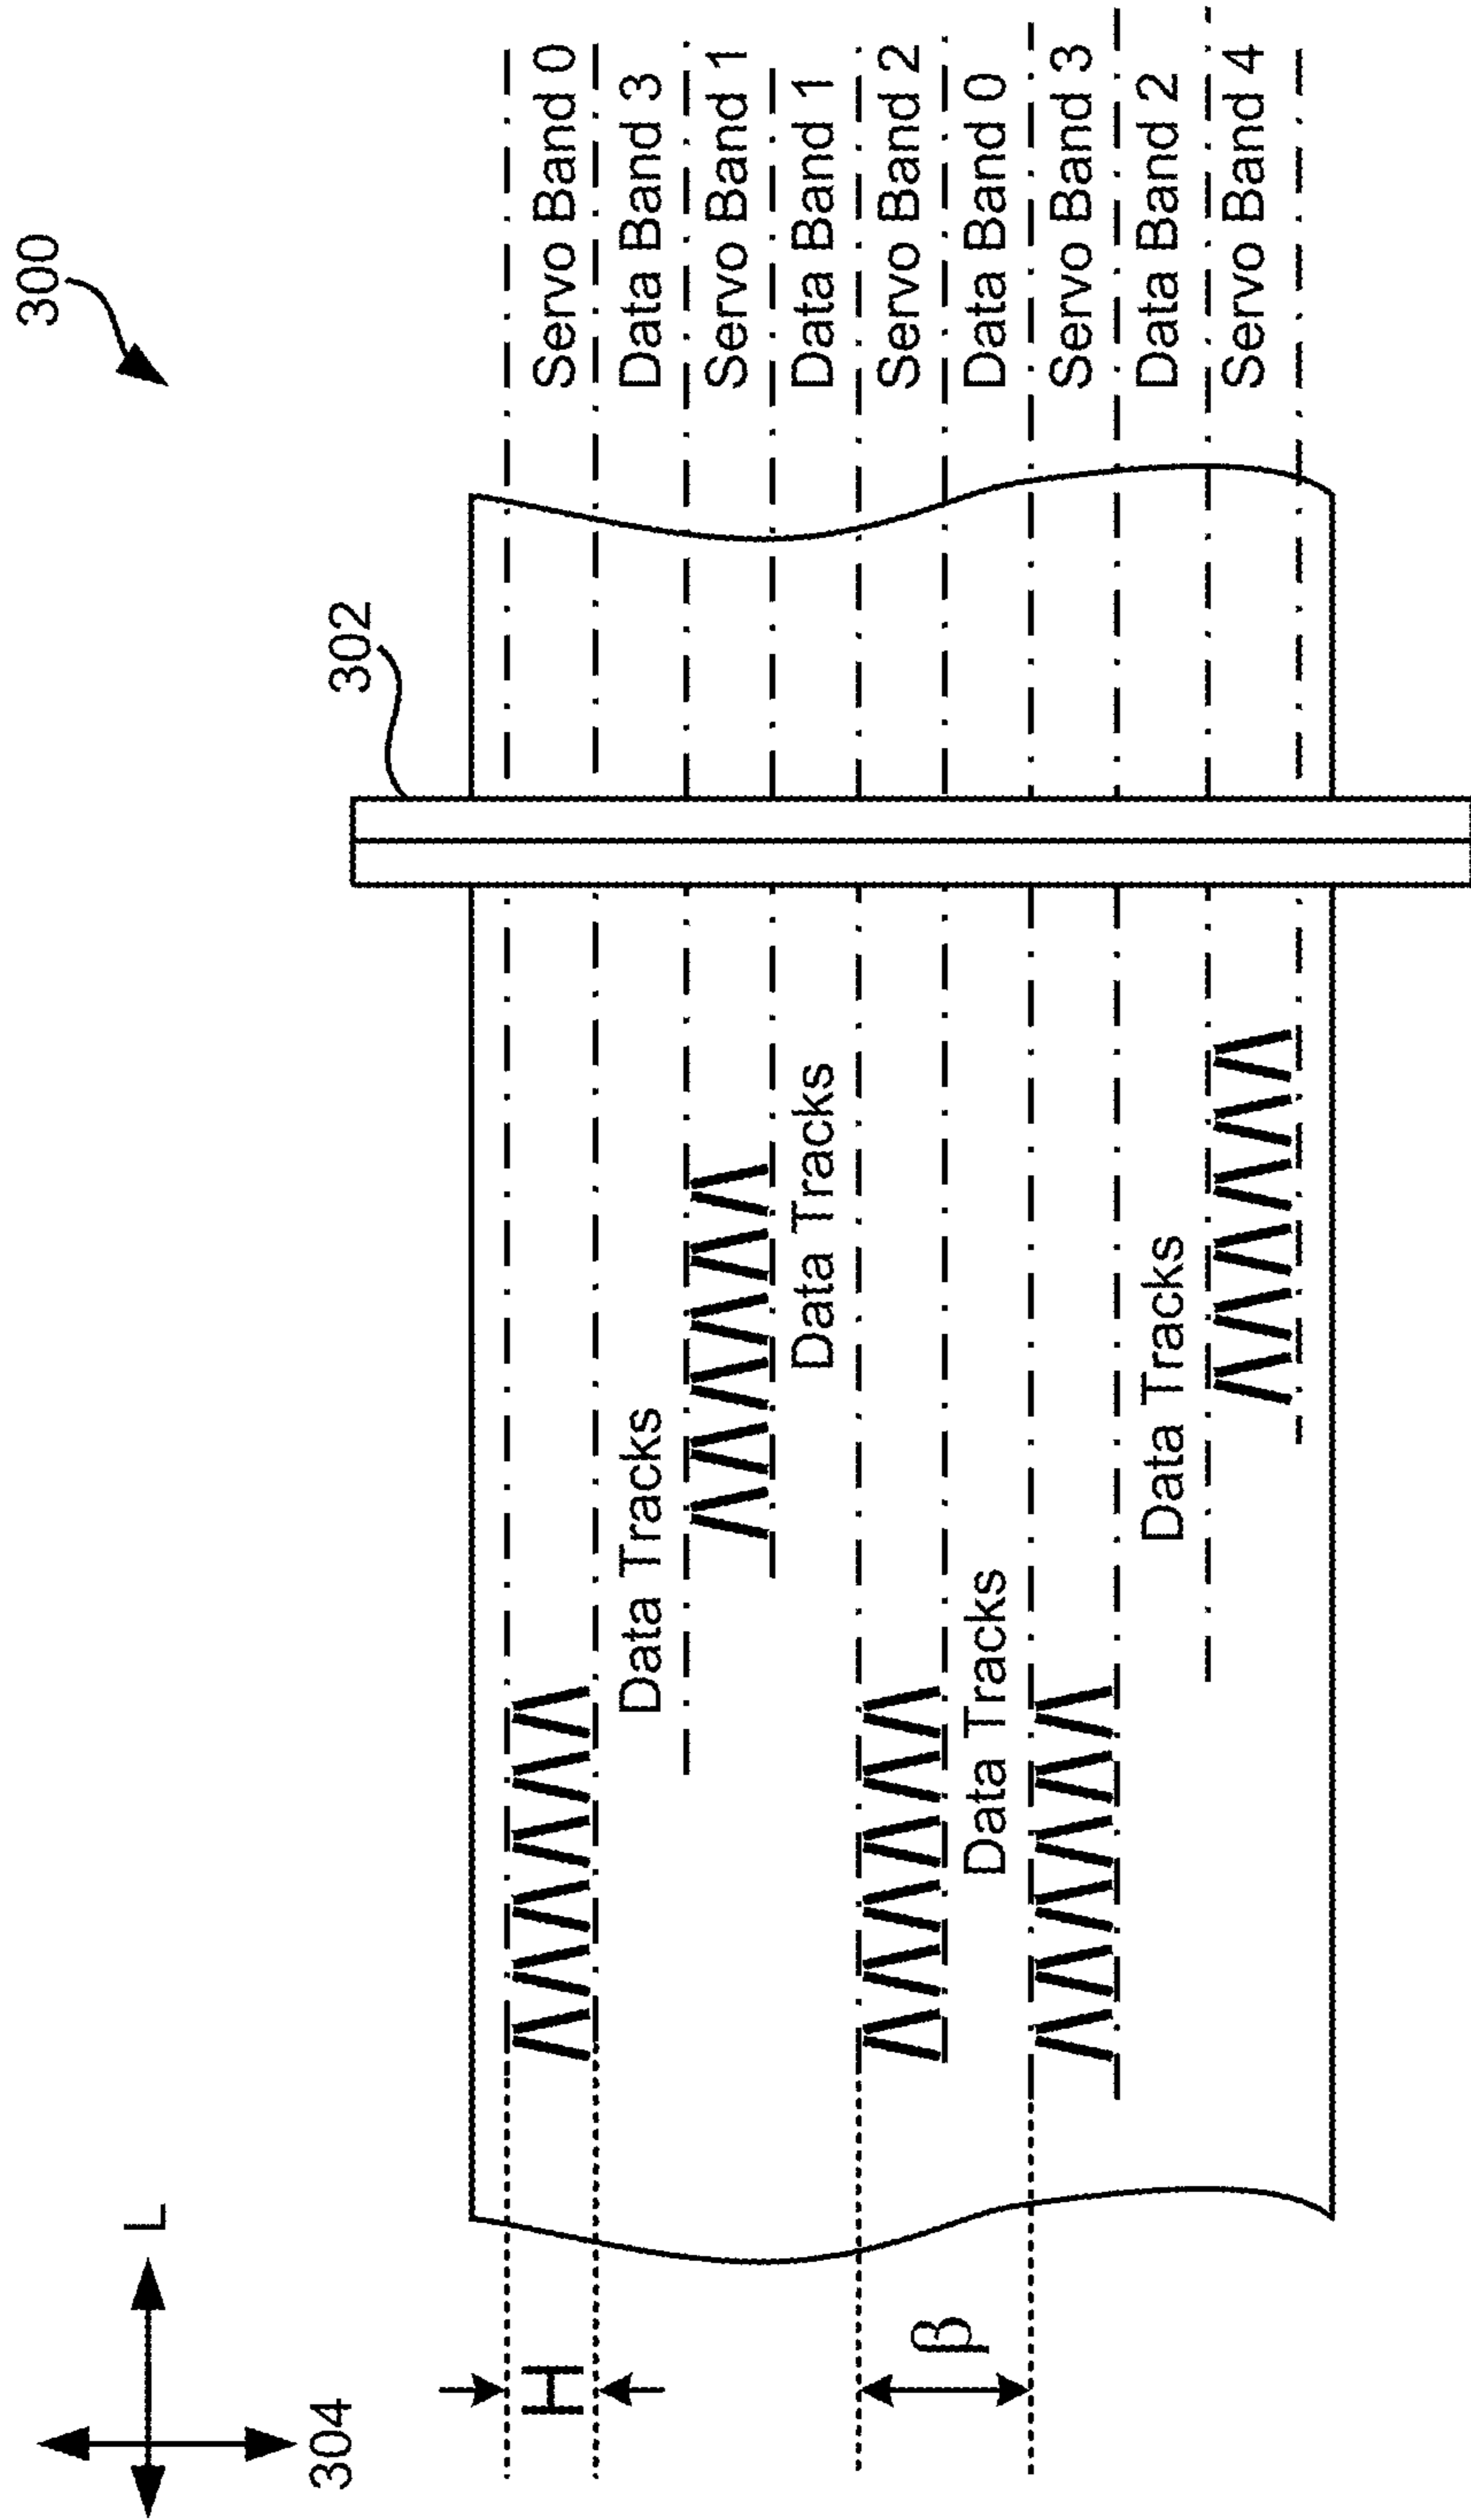 300
L
304
302
H
Servo Band 0
Data Tracks
Data Band 3
Servo Band 1
Data Tracks
Data Band 1
Servo Band 2
β
Data Tracks
Data Band 0
Servo Band 3
Data Tracks
Data Band 2
Servo Band 4